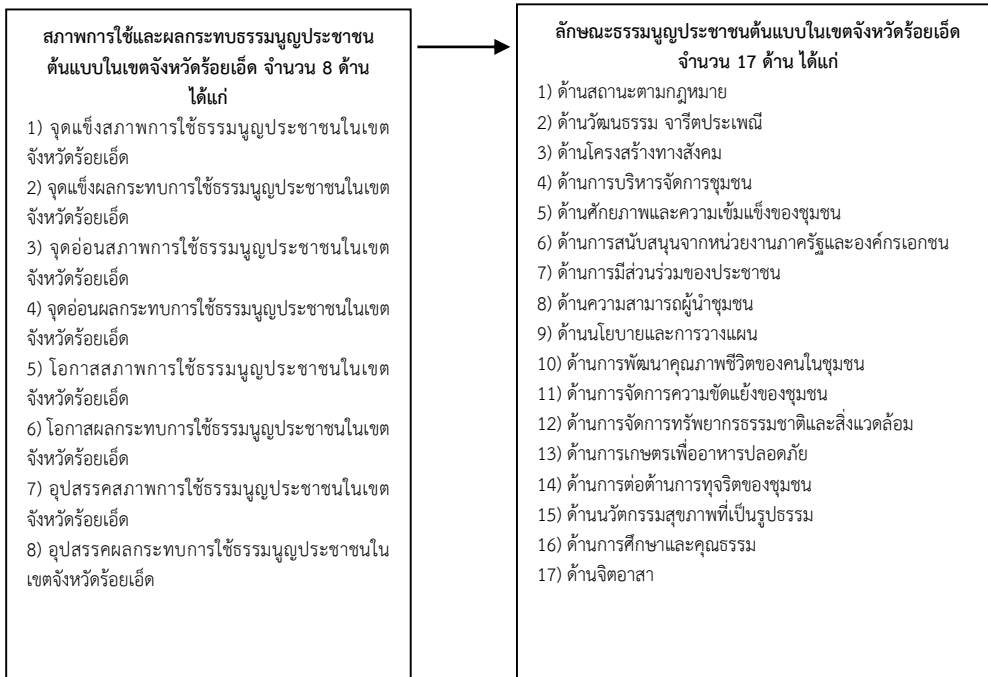 สภาพการใช้และผลกระทบธรรมนูญประชาชน
ต้นแบบในเขตจังหวัดร้อยเอ็ด จำนวน 8 ด้าน
ได้แก่
1) จุดแข็งสภาพการใช้ธรรมนูญประชาชนในเขต
จังหวัดร้อยเอ็ด
2) จุดแข็งผลกระทบการใช้ธรรมนูญประชาชนในเขต
จังหวัดร้อยเอ็ด
3) จุดอ่อนสภาพการใช้ธรรมนูญประชาชนในเขต
จังหวัดร้อยเอ็ด
4) จุดอ่อนผลกระทบการใช้ธรรมนูญประชาชนในเขต
จังหวัดร้อยเอ็ด
5) โอกาสสภาพการใช้ธรรมนูญประชาชนในเขต
จังหวัดร้อยเอ็ด
6) โอกาสผลกระทบการใช้ธรรมนูญประชาชนในเขต
จังหวัดร้อยเอ็ด
7) อุปสรรคสภาพการใช้ธรรมนูญประชาชนในเขต
จังหวัดร้อยเอ็ด
8) อุปสรรคผลกระทบการใช้ธรรมนูญประชาชนใน
เขตจังหวัดร้อยเอ็ด
ลักษณะธรรมนูญประชาชนต้นแบบในเขตจังหวัดร้อยเอ็ด
จำนวน 17 ด้าน ได้แก่
1) ด้านสถานะตามกฎหมาย
2) ด้านวัฒนธรรม จารีตประเพณี
3) ด้านโครงสร้างทางสังคม
4) ด้านการบริหารจัดการชุมชน
5) ด้านศักยภาพและความเข้มแข็งของชุมชน
6) ด้านการสนับสนุนจากหน่วยงานภาครัฐและองค์กรเอกชน
7) ด้านการมีส่วนร่วมของประชาชน
8) ด้านความสามารถผู้นำชุมชน
9) ด้านนโยบายและการวางแผน
10) ด้านการพัฒนาคุณภาพชีวิตของคนในชุมชน
11) ด้านการจัดการความขัดแย้งของชุมชน
12) ด้านการจัดการทรัพยากรธรรมชาติและสิ่งแวดล้อม
13) ด้านการเกษตรเพื่ออาหารปลอดภัย
14) ด้านการต่อต้านการทุจริตของชุมชน
15) ด้านนวัตกรรมสุขภาพที่เป็นรูปธรรม
16) ด้านการศึกษาและคุณธรรม
17) ด้านจิตอาสา